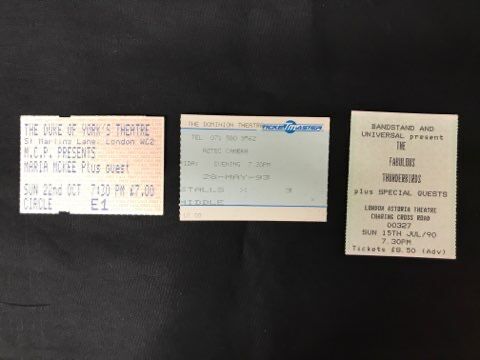 THE DUKE OF YORK'S THEATRE
St Martins Lane, London WC2
M.C.P. PRESENTS
MARIA MCKEE Plus Guest
SUN 22nd OCT 7:30 PM £7.00
CIRCLE E1
THE DOMINION THEATRE
TICKETMASTER
TEL 071 580 9562
AZTEC CAMERA
EVENING 7.30PM
28-MAY-93
STALLS X 3
MIDDLE
BANDSTAND AND
UNIVERSAL present
THE
FABULOUS
THUNDERBIRDS
plus SPECIAL GUESTS
LONDON ASTORIA THEATRE
CHARING CROSS ROAD
00327
SUN 15TH JUL/90
7.30PM
Tickets £8.50 (Adv)